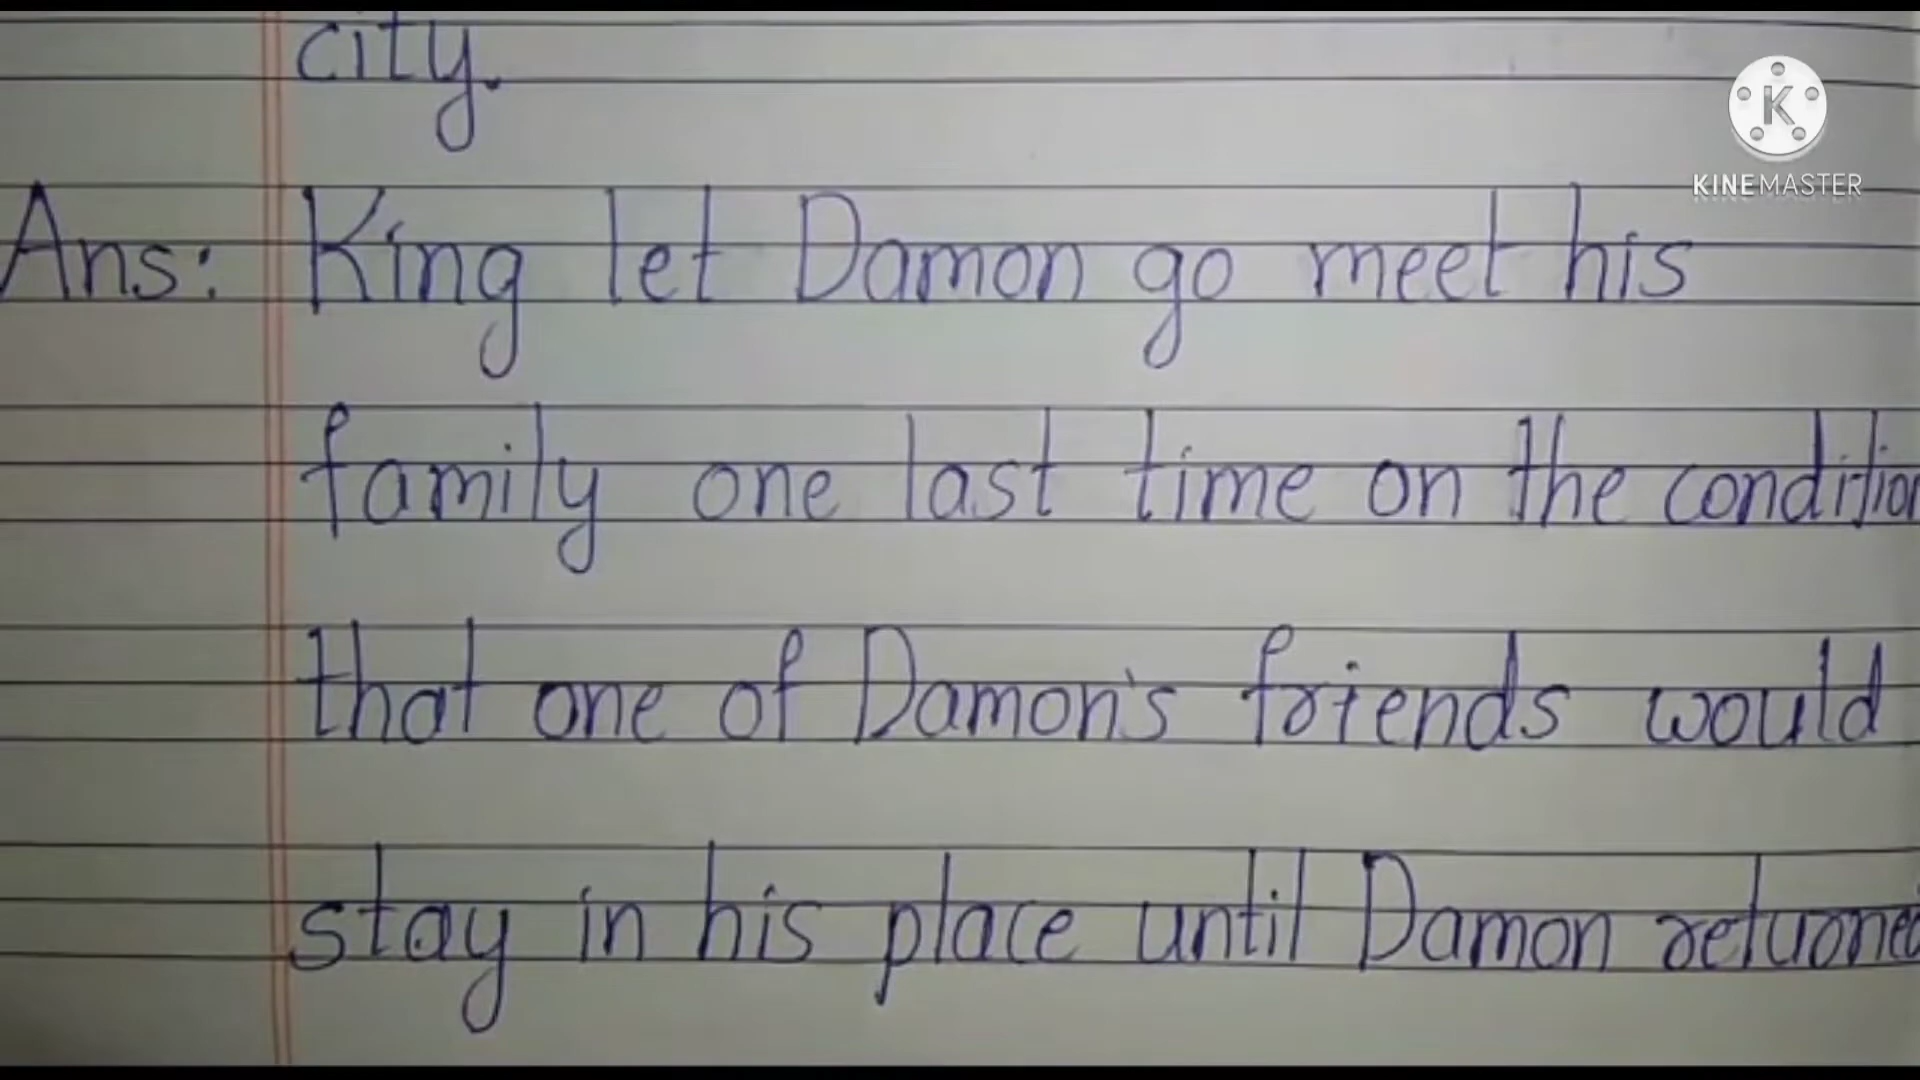 city.
K
KINEMASTER
Ans: King let Damon go meet his
family one last time on the condition
that one of Damon's friends would
stay in his place until Damon returned